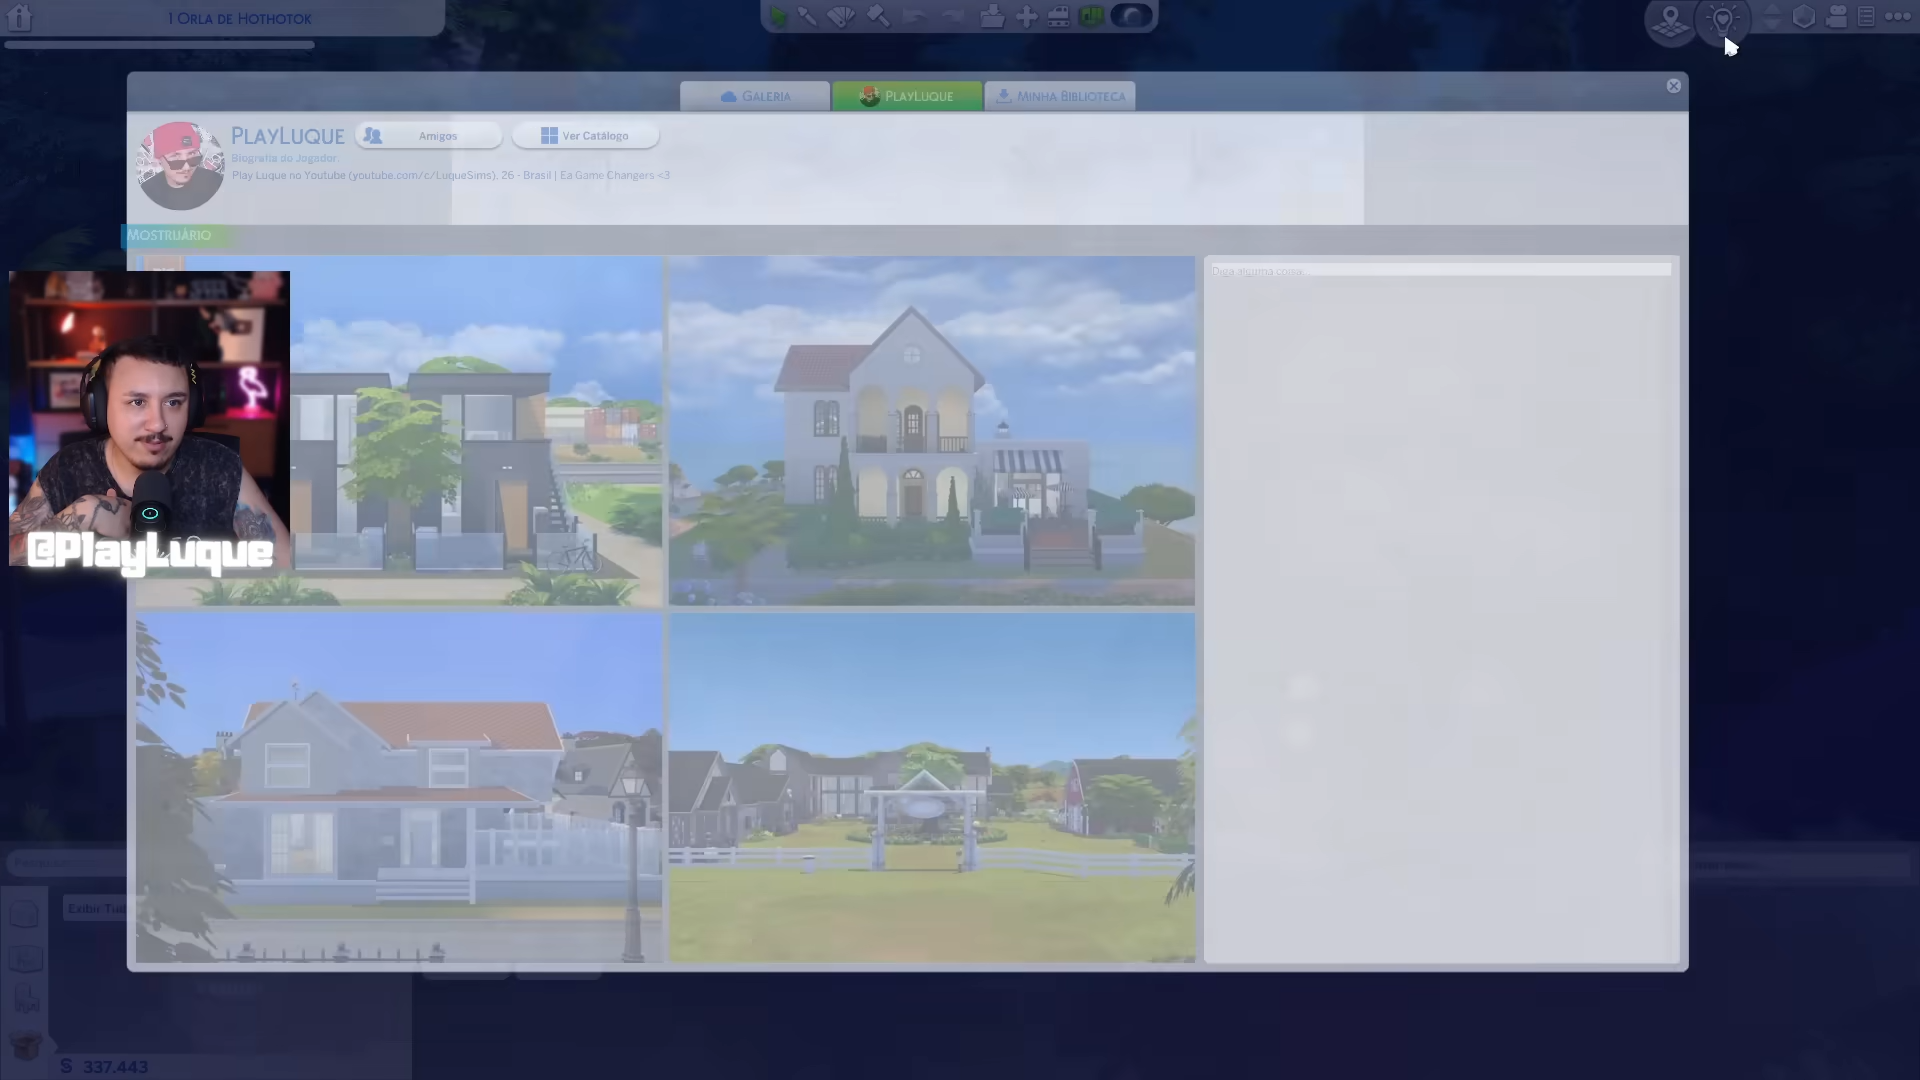 1 Orla de Hothotok
Galeria
PlayLuque
Minha Biblioteca
PlayLuque
Amigos
Ver Catálogo
Biografia do Jogador:
Play Luque no Youtube (youtube.com/c/LuqueSims). 26 - Brasil | Ea Game Changers <3
Mostruário
Diga alguma coisa...
@PlayLuque
Exibir Tud
§ 337.443